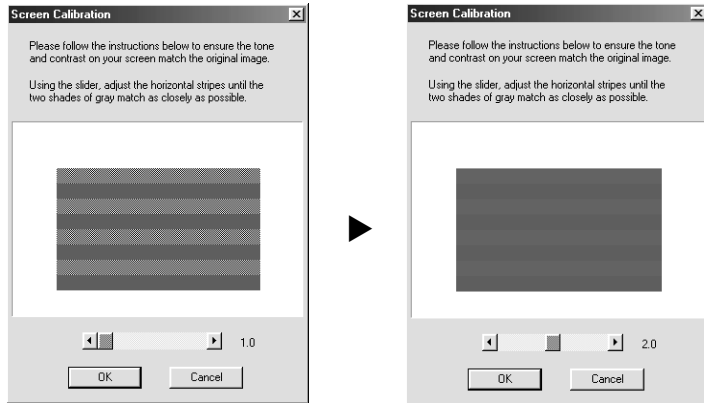 Screen Calibration
Please follow the instructions below to ensure the tone
and contrast on your screen match the original image.
Using the slider, adjust the horizontal stripes until the
two shades of gray match as closely as possible.
1.0
OK Cancel
Screen Calibration
Please follow the instructions below to ensure the tone
and contrast on your screen match the original image.
Using the slider, adjust the horizontal stripes until the
two shades of gray match as closely as possible.
2.0
OK Cancel